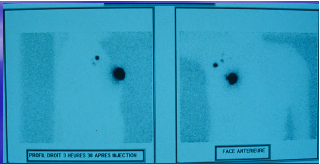 PROFIL DROIT 3 HEURES 30 APRES INJECTION
FACE ANTERIEURE